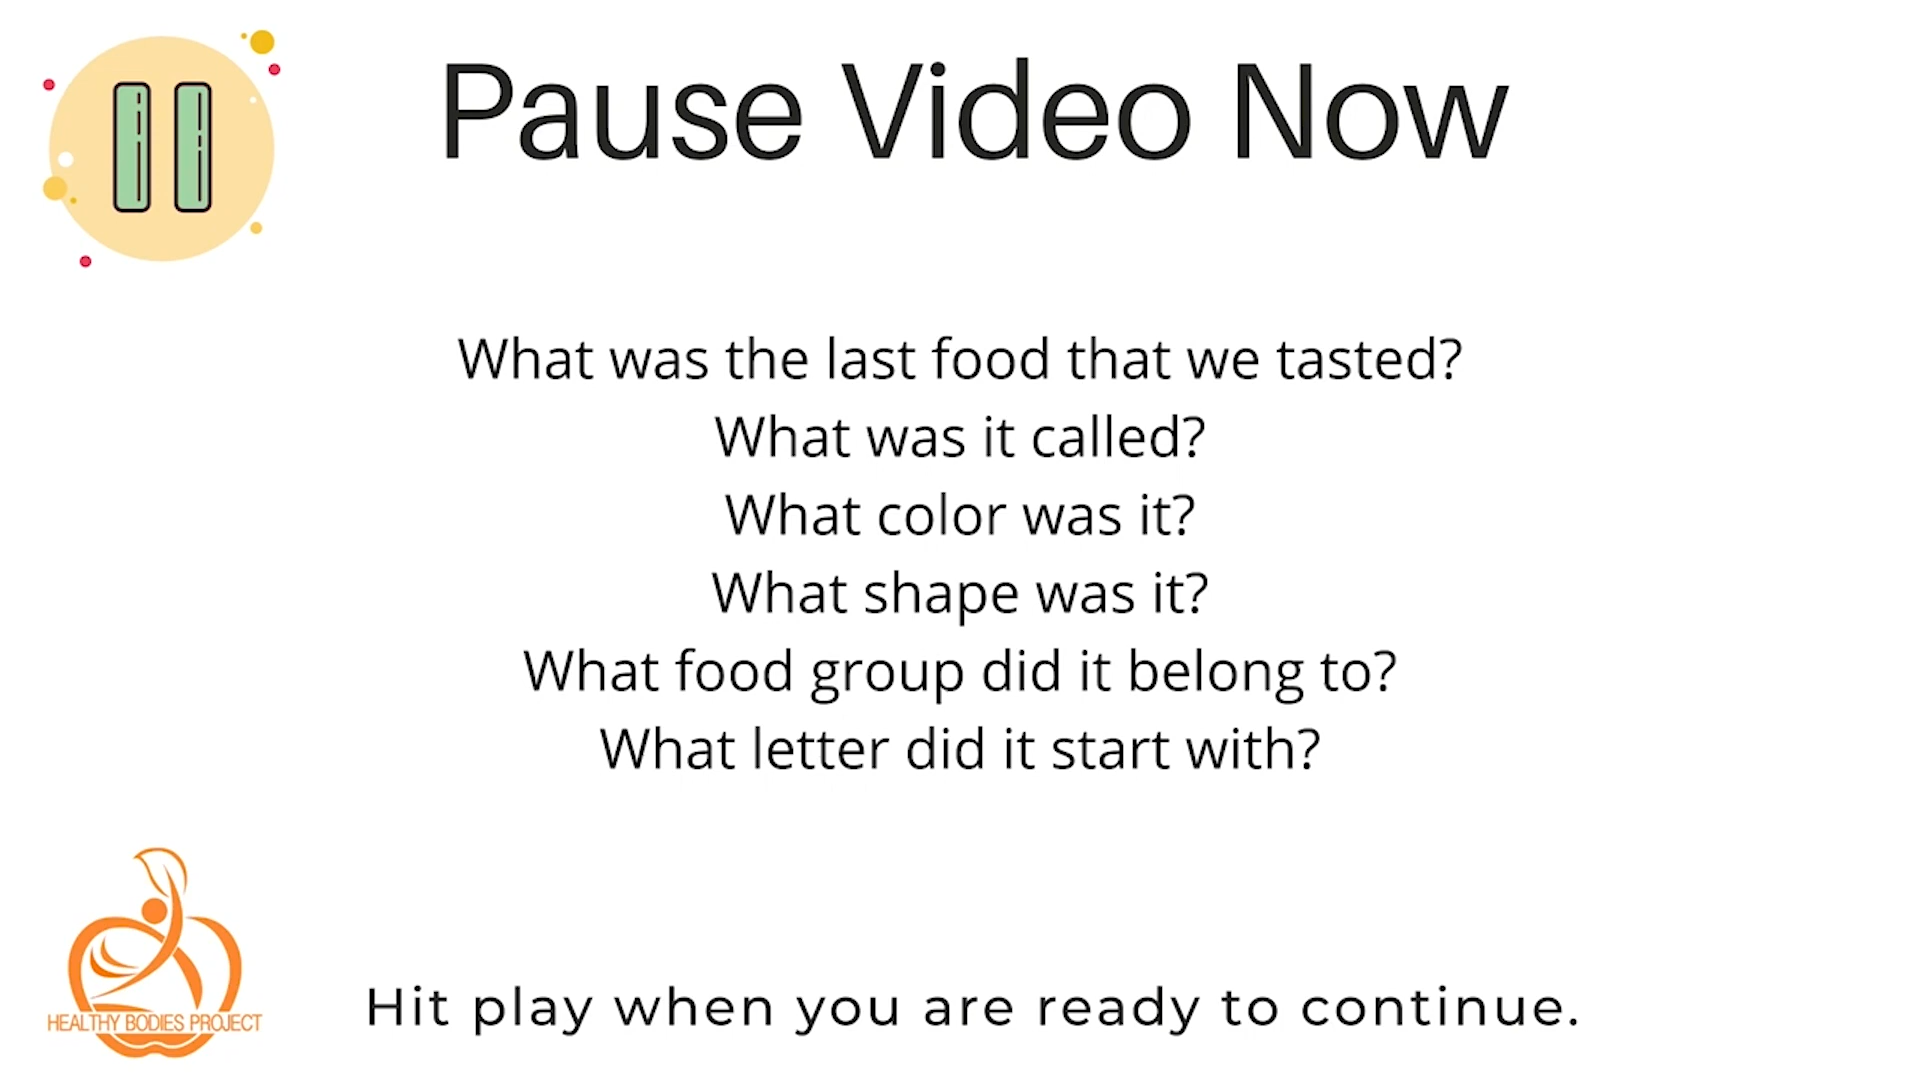 Pause Video Now
What was the last food that we tasted?
What was it called?
What color was it?
What shape was it?
What food group did it belong to?
What letter did it start with?
HEALTHY BODIES PROJECT
Hit play when you are ready to continue.